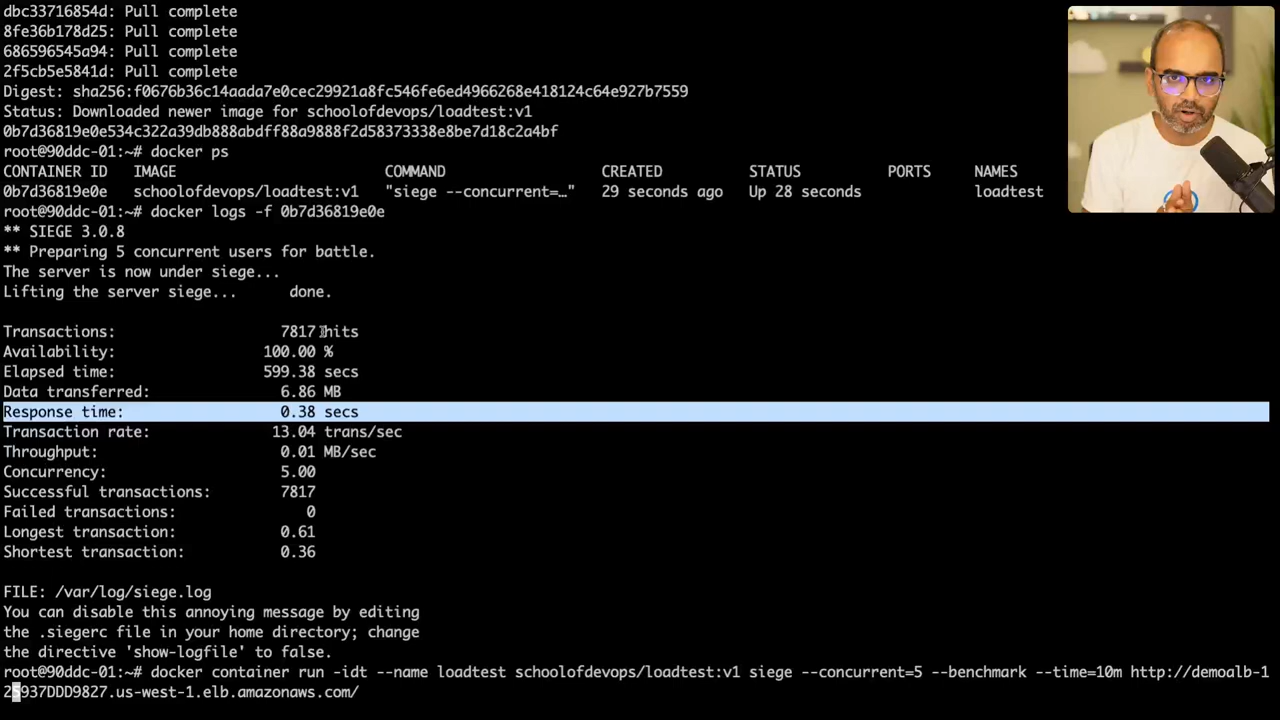 dbc33716854d: Pull complete
8fe36b178d25: Pull complete
686596545a94: Pull complete
2f5cb5e5841d: Pull complete
Digest: sha256:f0676b36c14aada7e0cec29921a8fc546fe6ed4966268e418124c64e927b7559
Status: Downloaded newer image for schoolofdevops/loadtest:v1
0b7d36819e0e534c322a39db888abdff88a9888f2d58373338e8be7d18c2a4bf
root@90ddc-01:~# docker ps
CONTAINER ID IMAGE COMMAND CREATED STATUS PORTS NAMES
0b7d36819e0e schoolofdevops/loadtest:v1 "siege --concurrent=…" 29 seconds ago Up 28 seconds loadtest
root@90ddc-01:~# docker logs -f 0b7d36819e0e
** SIEGE 3.0.8
** Preparing 5 concurrent users for battle.
The server is now under siege...
Lifting the server siege... done.
Transactions: 7817 hits
Availability: 100.00 %
Elapsed time: 599.38 secs
Data transferred: 6.86 MB
Response time: 0.38 secs
Transaction rate: 13.04 trans/sec
Throughput: 0.01 MB/sec
Concurrency: 5.00
Successful transactions: 7817
Failed transactions: 0
Longest transaction: 0.61
Shortest transaction: 0.36
FILE: /var/log/siege.log
You can disable this annoying message by editing
the .siegerc file in your home directory; change
the directive 'show-logfile' to false.
root@90ddc-01:~# docker container run -idt --name loadtest schoolofdevops/loadtest:v1 siege --concurrent=5 --benchmark --time=10m http://demoalb-1
25937DDD9827.us-west-1.elb.amazonaws.com/